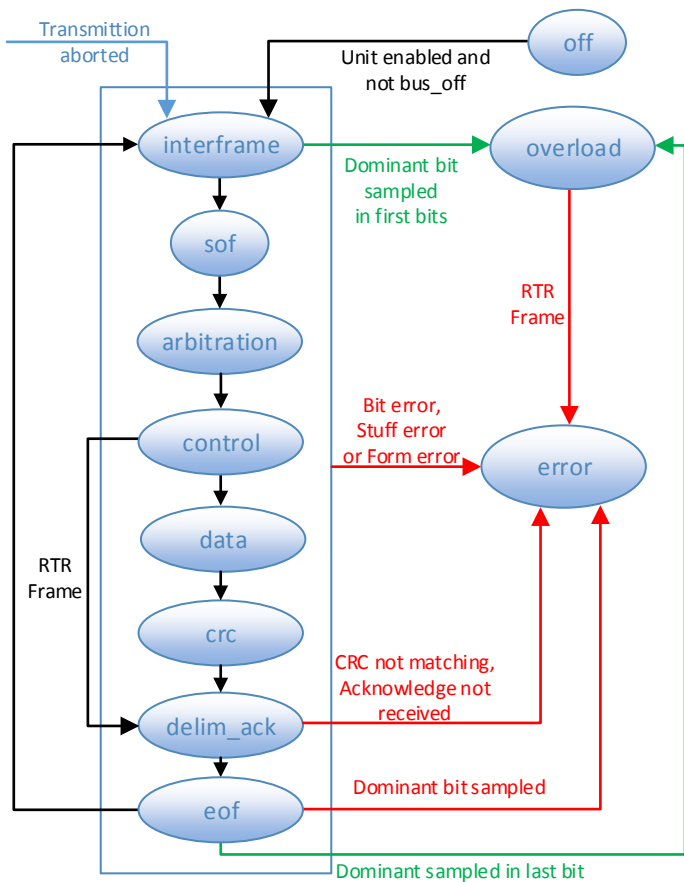 Transmittion
aborted
off
Unit enabled and
not bus_off
interframe
overload
Dominant bit
sampled
in first bits
sof
RTR
Frame
arbitration
Bit error,
Stuff error
or Form error
control
error
data
RTR
Frame
crc
CRC not matching,
Acknowledge not
received
delim_ack
Dominant bit sampled
eof
Dominant sampled in last bit